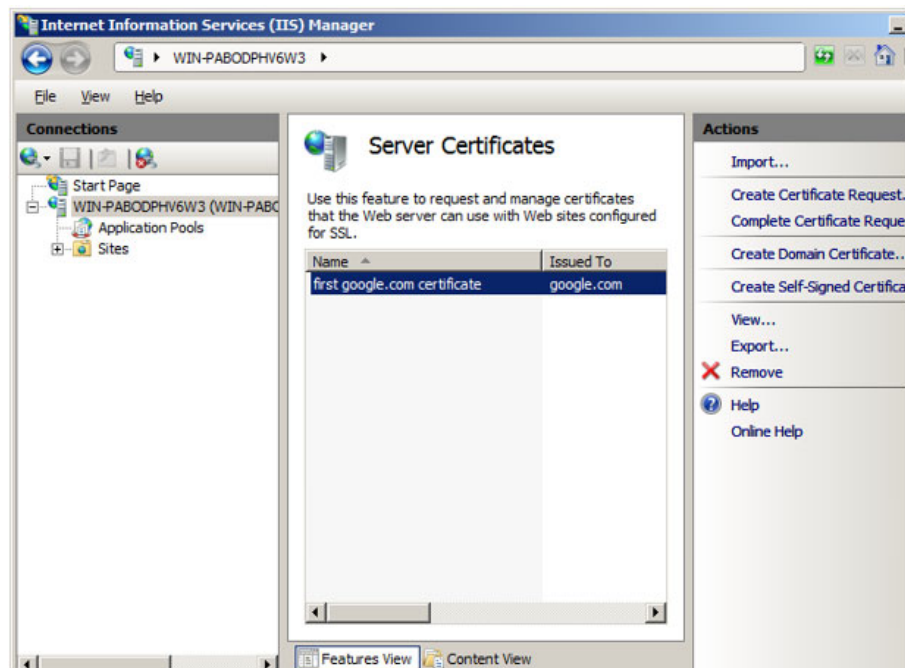 Internet Information Services (IIS) Manager
WIN-PABODPHV6W3
File View Help
Connections
Start Page
WIN-PABODPHV6W3 (WIN-PABO
Application Pools
Sites
Server Certificates
Use this feature to request and manage certificates
that the Web server can use with Web sites configured
for SSL.
Name Issued To
first google.com certificate google.com
Features View Content View
Actions
Import...
Create Certificate Request.
Complete Certificate Reque
Create Domain Certificate..
Create Self-Signed Certifica
View...
Export...
Remove
Help
Online Help